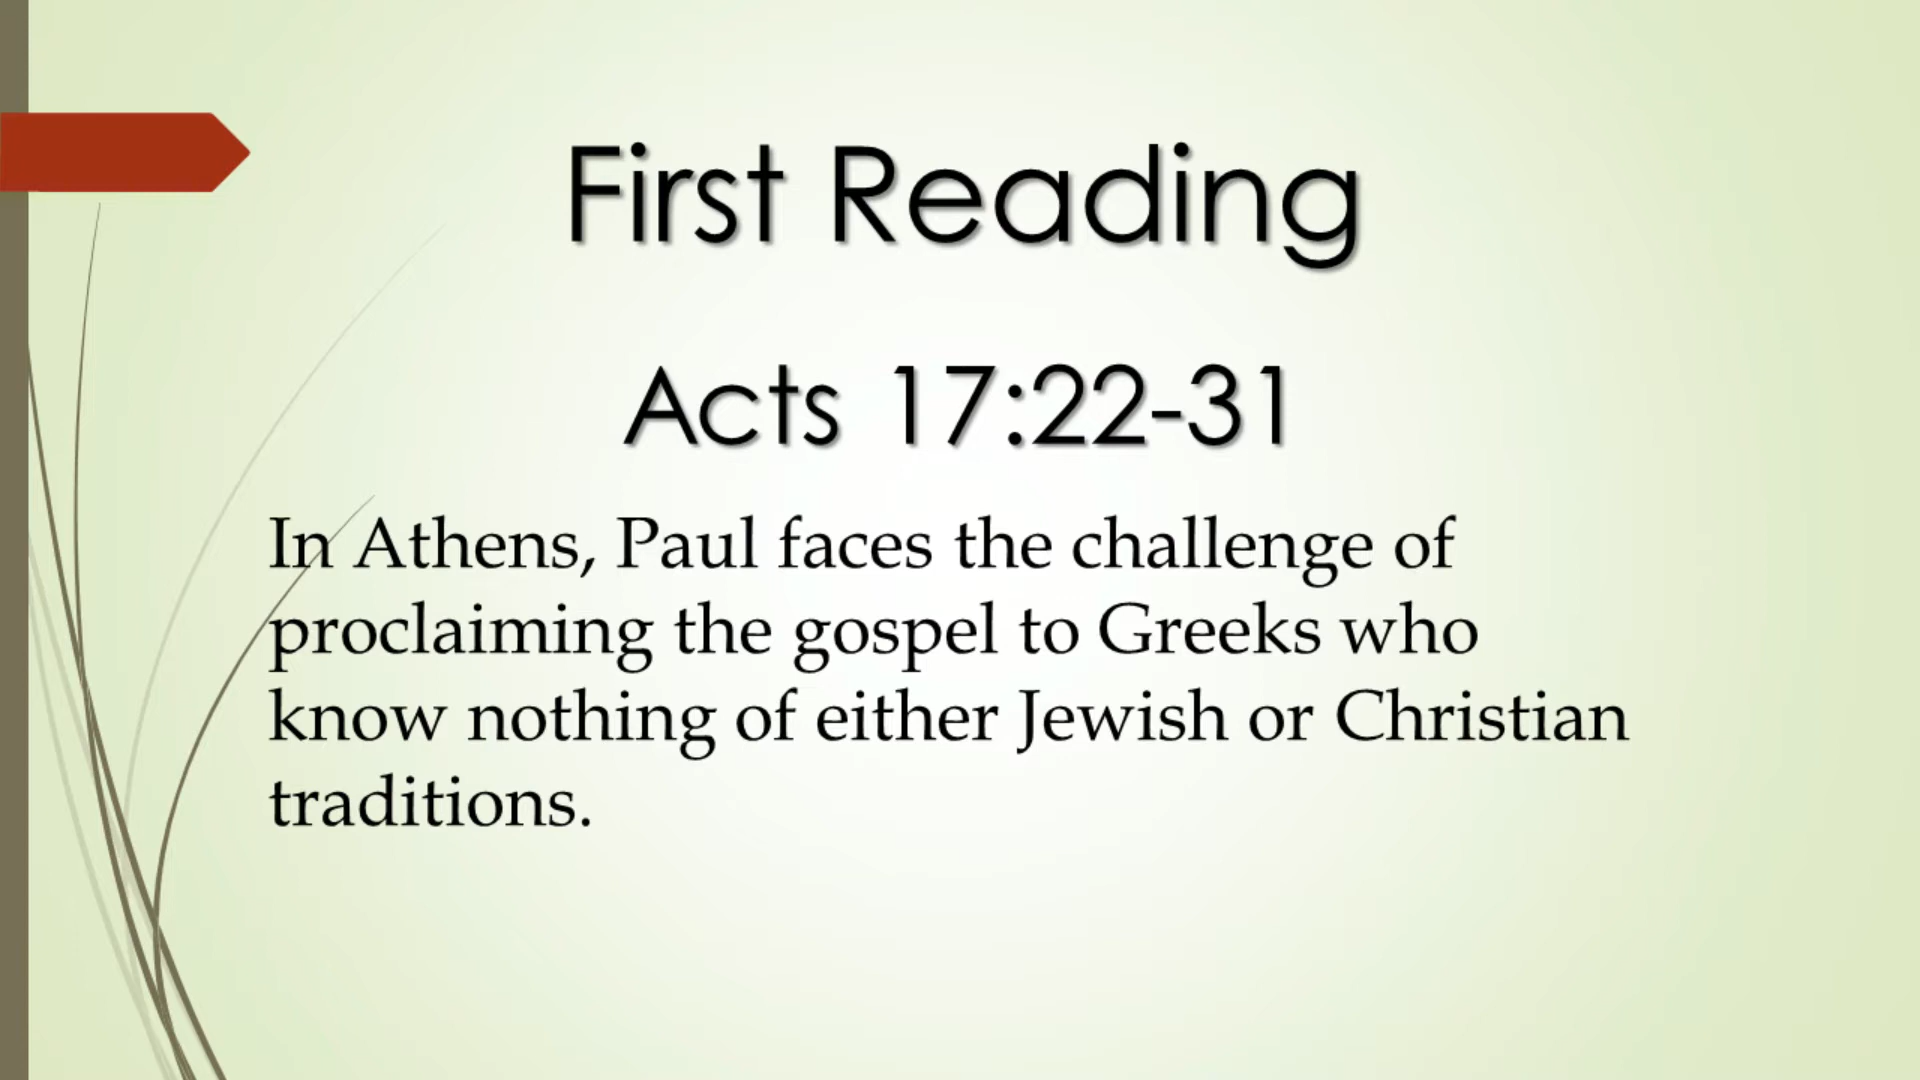 First Reading
Acts 17:22-31
In Athens, Paul faces the challenge of
proclaiming the gospel to Greeks who
know nothing of either Jewish or Christian
traditions.